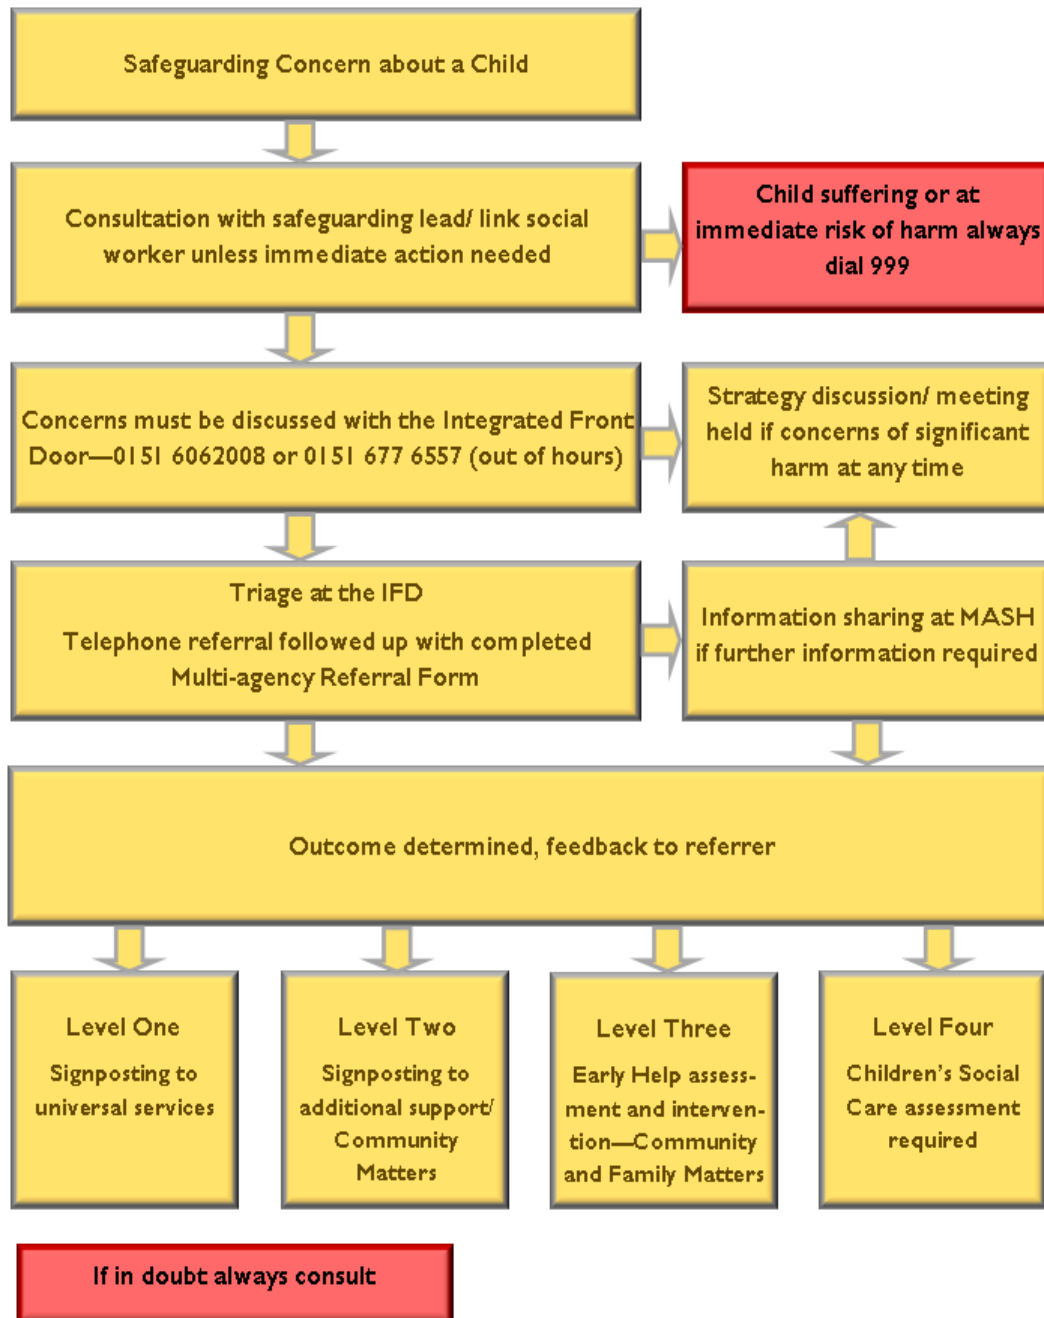 Safeguarding Concern about a Child
Consultation with safeguarding lead/ link social
worker unless immediate action needed
Child suffering or at
immediate risk of harm always
dial 999
Concerns must be discussed with the Integrated Front
Door—0151 6062008 or 0151 677 6557 (out of hours)
Strategy discussion/ meeting
held if concerns of significant
harm at any time
Triage at the IFD
Telephone referral followed up with completed
Multi-agency Referral Form
Information sharing at MASH
if further information required
Outcome determined, feedback to referrer
Level One
Signposting to
universal services
Level Two
Signposting to
additional support/
Community
Matters
Level Three
Early Help assess-
ment and interven-
tion—Community
and Family Matters
Level Four
Children's Social
Care assessment
required
If in doubt always consult